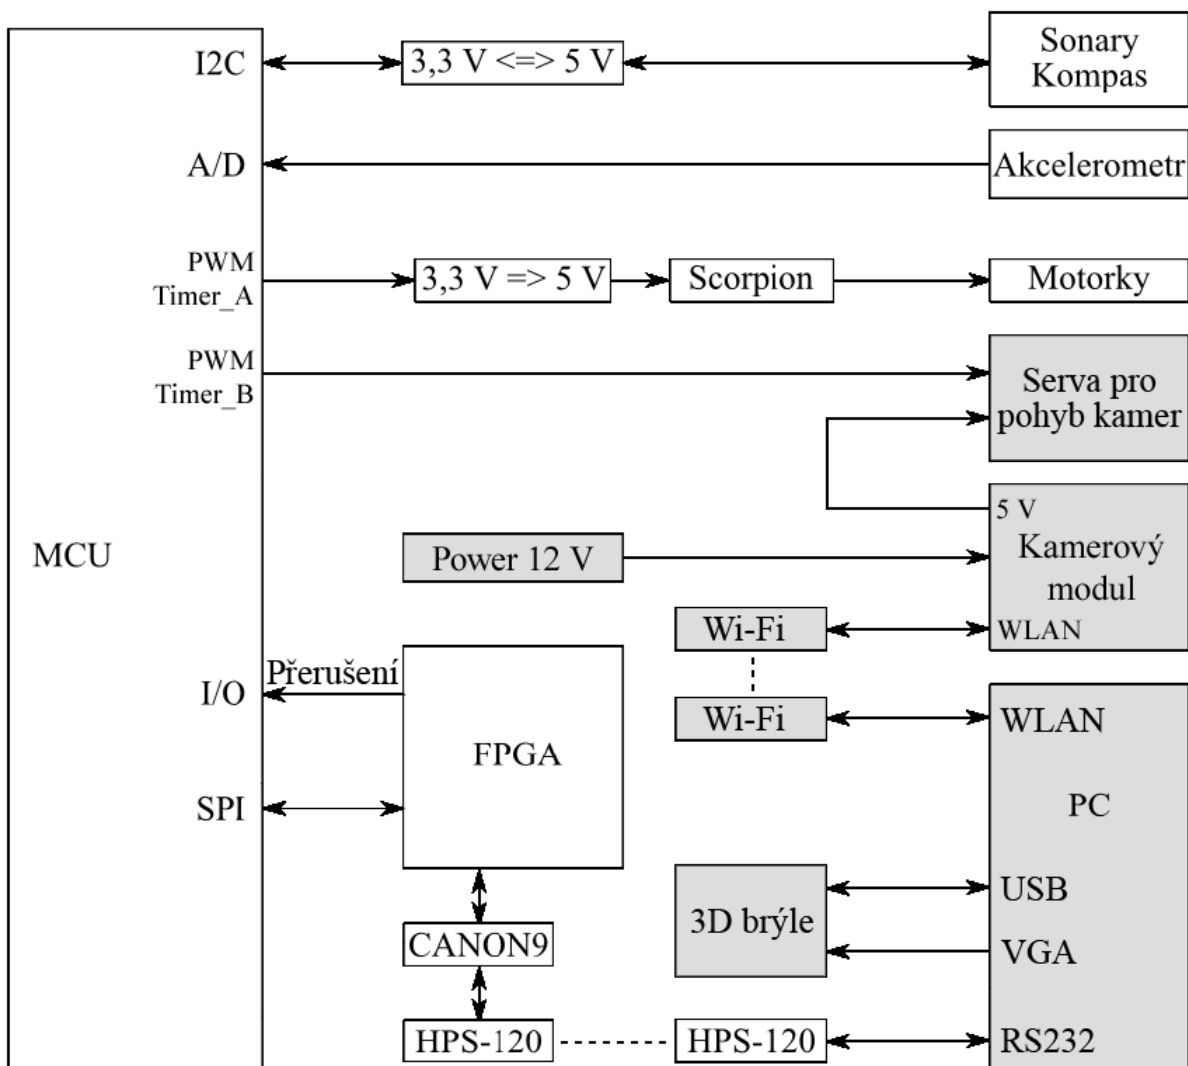 I2C
3,3 V <=> 5 V
Sonary
Kompas
A/D
Akcelerometr
PWM
Timer_A
3,3 V => 5 V
Scorpion
Motorky
PWM
Timer_B
Serva pro
pohyb kamer
5 V
MCU
Power 12 V
Kamerový
modul
Wi-Fi
WLAN
Přerušení
I/O
Wi-Fi
WLAN
FPGA
SPI
PC
USB
3D brýle
CANON9
VGA
HPS-120
HPS-120
RS232